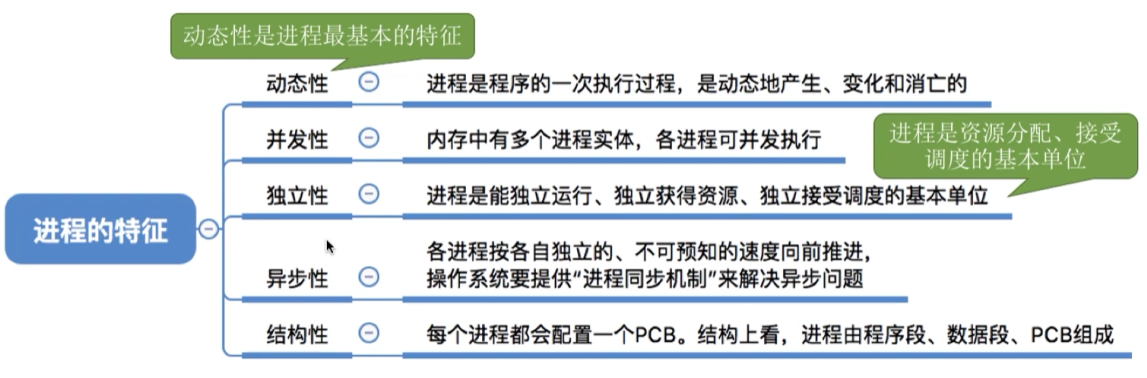 动态性是进程最基本的特征
动态性
进程是程序的一次执行过程，是动态地产生、变化和消亡的
并发性
内存中有多个进程实体，各进程可并发执行
进程是资源分配、接受
调度的基本单位
独立性
进程是能独立运行、独立获得资源、独立接受调度的基本单位
进程的特征
异步性
各进程按各自独立的、不可预知的速度向前推进，
操作系统要提供“进程同步机制”来解决异步问题
结构性
每个进程都会配置一个PCB。结构上看，进程由程序段、数据段、PCB组成